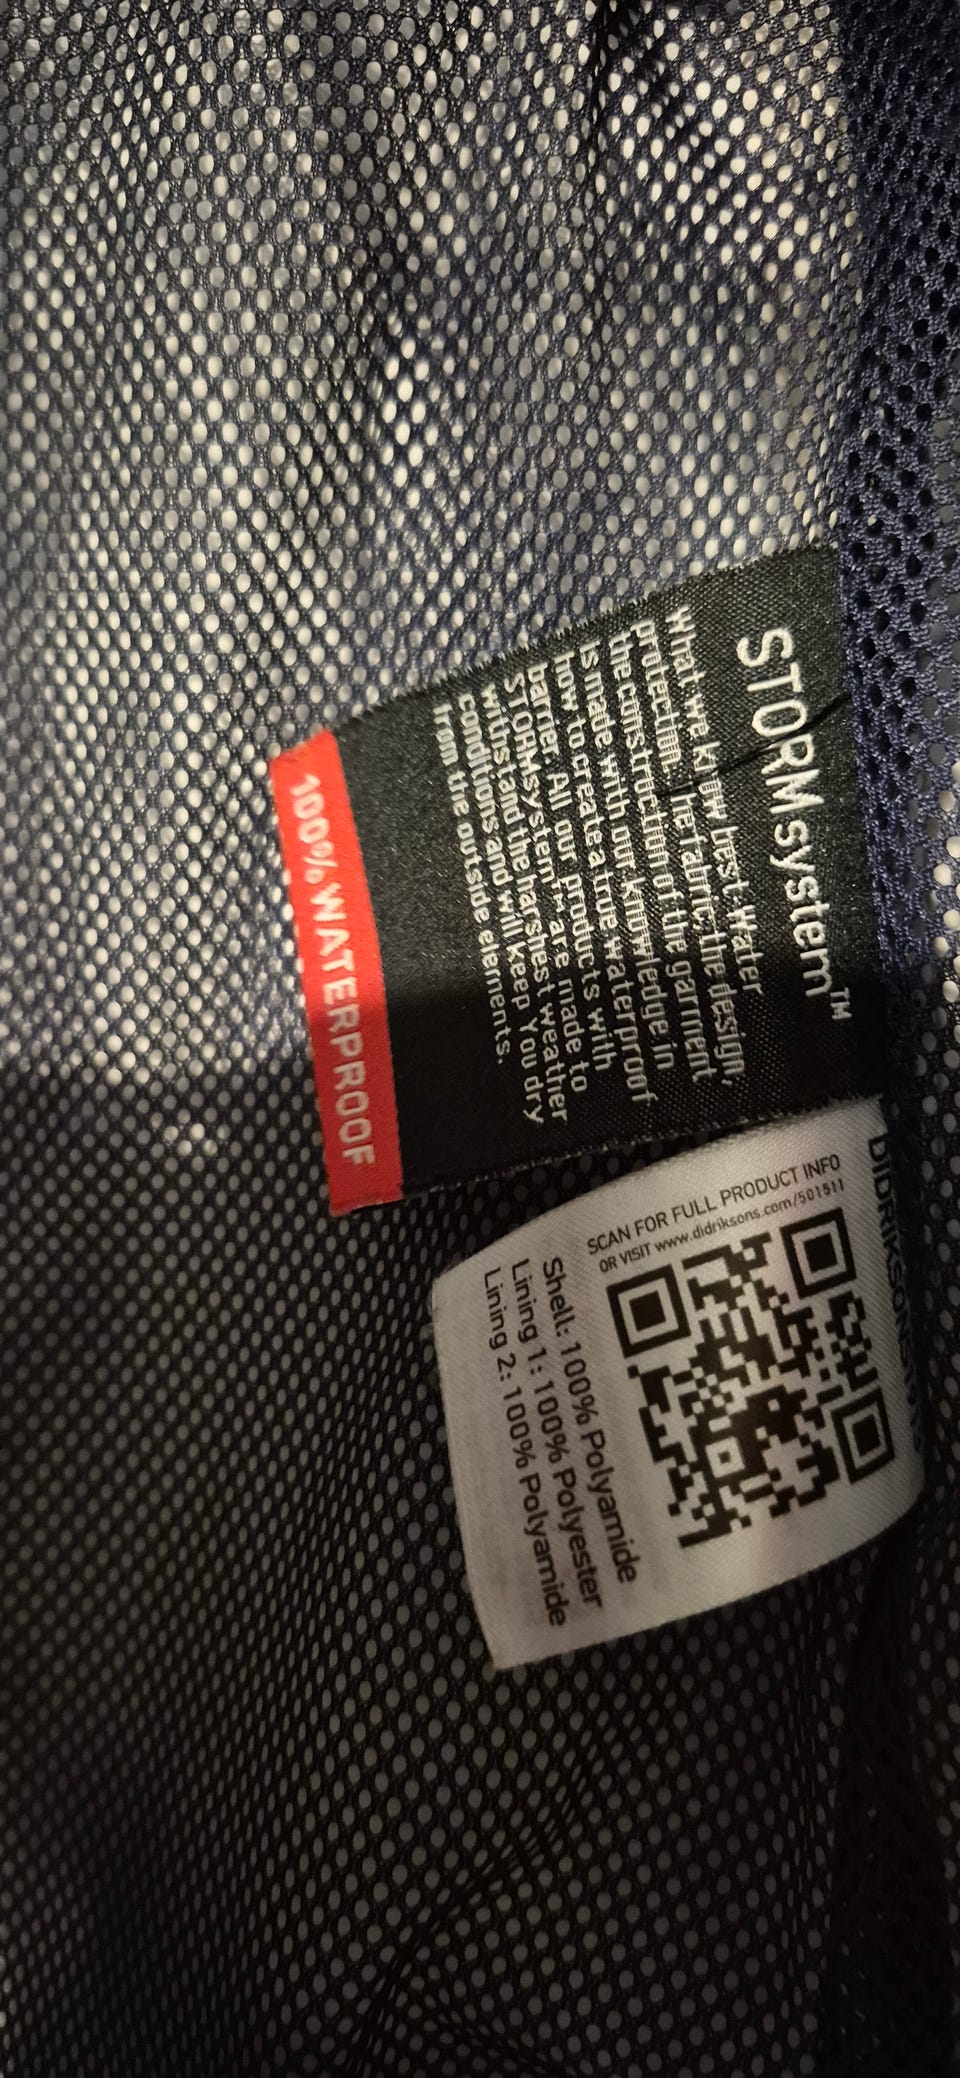 STORMsystem™
What we know best: Water
protection. The fabric, the design,
the construction of the garment
is made with our knowledge in
how to create a true waterproof
barrier. All our products with
STORMsystem™ are made to
withstand the harshest weather
conditions and will keep you dry
from the outside elements.
100% WATERPROOF
DIDRIKSONS
SCAN FOR FULL PRODUCT INFO
OR VISIT www.didriksons.com/501511
Shell: 100% Polyamide
Lining 1: 100% Polyester
Lining 2: 100% Polyamide